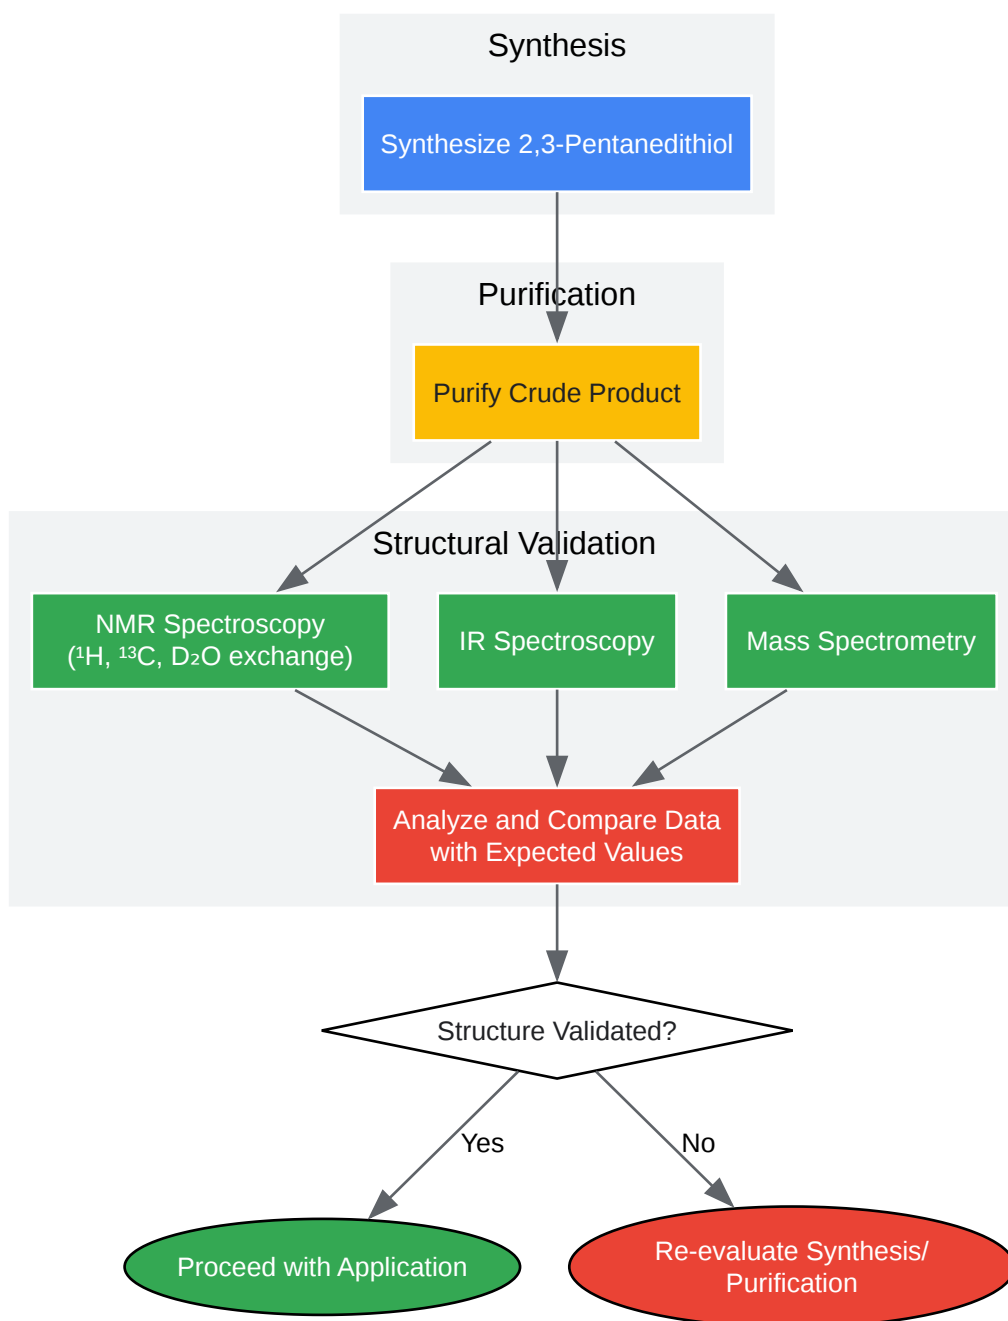 Synthesis
Synthesize 2,3-Pentanedithiol
Purification
Purify Crude Product
Structural Validation
NMR Spectroscopy
(¹H, ¹³C, D₂O exchange)
IR Spectroscopy
Mass Spectrometry
Analyze and Compare Data
with Expected Values
Structure Validated?
Yes
No
Proceed with Application
Re-evaluate Synthesis/
Purification